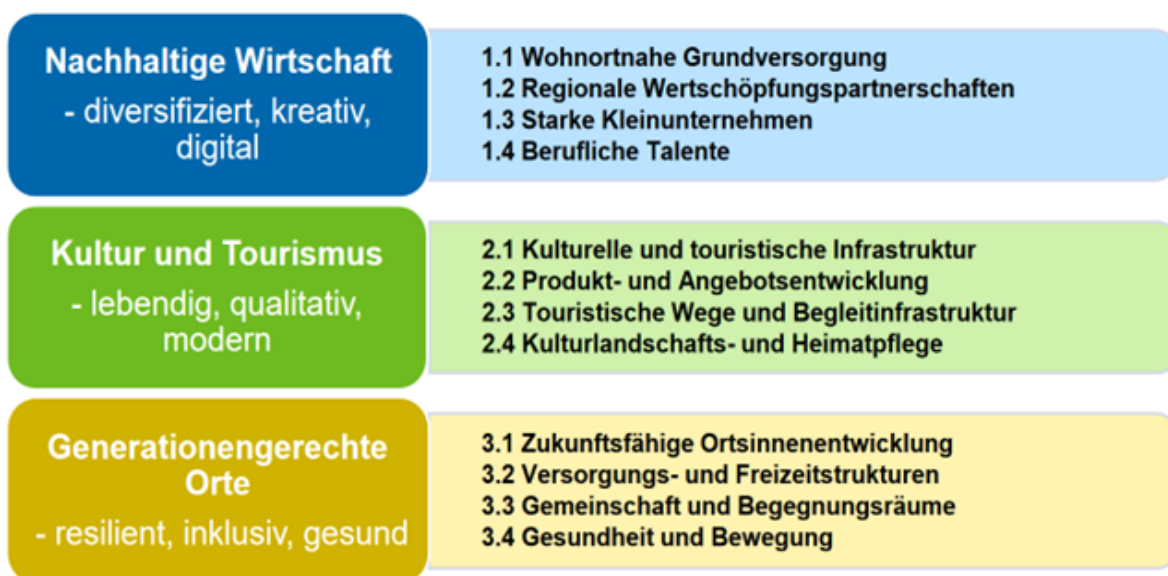 Nachhaltige Wirtschaft
- diversifiziert, kreativ,
digital
1.1 Wohnortnahe Grundversorgung
1.2 Regionale Wertschöpfungspartnerschaften
1.3 Starke Kleinunternehmen
1.4 Berufliche Talente
Kultur und Tourismus
- lebendig, qualitativ,
modern
2.1 Kulturelle und touristische Infrastruktur
2.2 Produkt- und Angebotsentwicklung
2.3 Touristische Wege und Begleitinfrastruktur
2.4 Kulturlandschafts- und Heimatpflege
Generationengerechte
Orte
- resilient, inklusiv, gesund
3.1 Zukunftsfähige Ortsinnenentwicklung
3.2 Versorgungs- und Freizeitstrukturen
3.3 Gemeinschaft und Begegnungsräume
3.4 Gesundheit und Bewegung